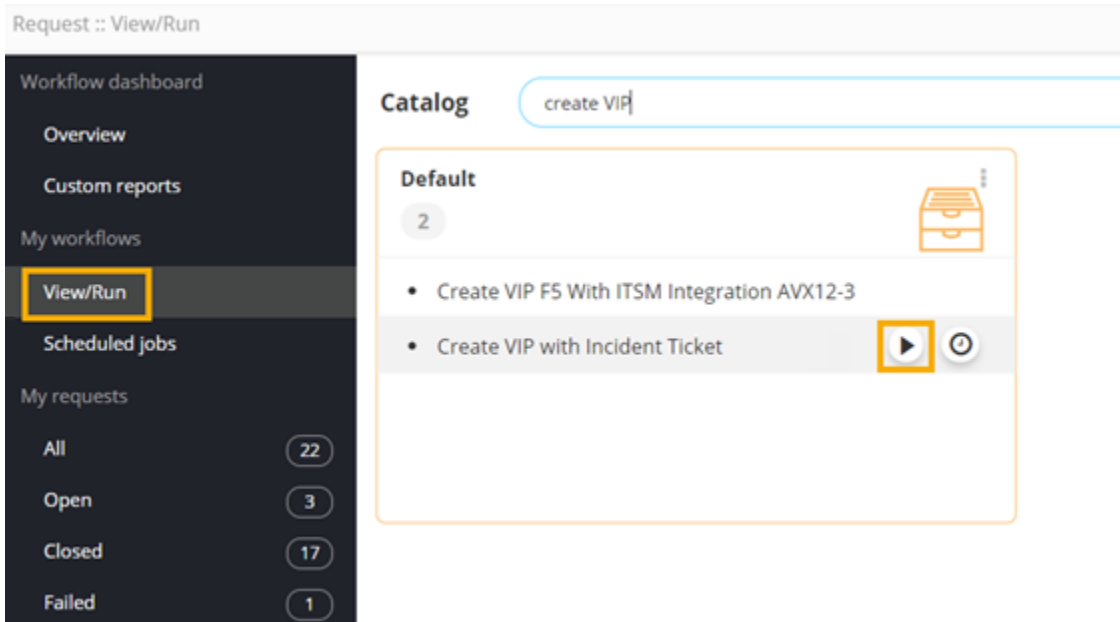 Request :: View/Run
Workflow dashboard
Overview
Custom reports
My workflows
View/Run
Scheduled jobs
My requests
All 22
Open 3
Closed 17
Failed 1
Catalog create VIP
Default
2
Create VIP F5 With ITSM Integration AVX12-3
Create VIP with Incident Ticket